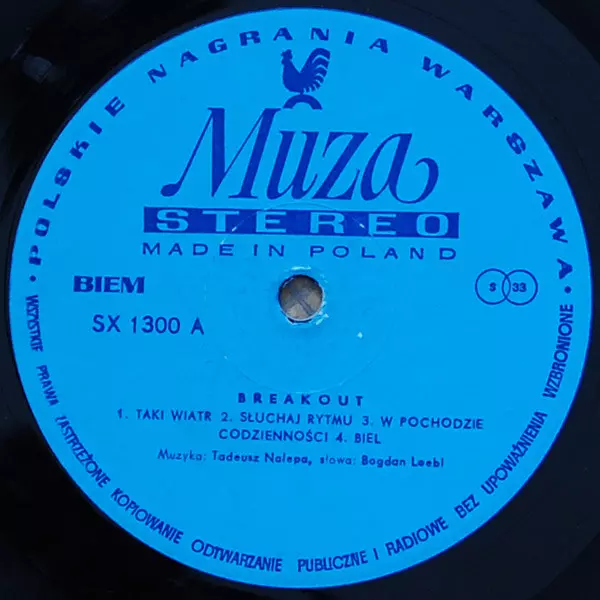 • POLSKIE NAGRANIA WARSZAWA •
Muza
STEREO
MADE IN POLAND
BIEM
S 33
SX 1300 A
BREAKOUT
1. TAKI WIATR 2. SŁUCHAJ RYTMU 3. W POCHODZIE
CODZIENNOŚCI 4. BIEL
Muzyka: Tadeusz Nalepa, słowa: Bogdan Loebl
WSZYSTKIE PRAWA ZASTRZEŻONE KOPIOWANIE ODTWARZANIE PUBLICZNE I RADIOWE BEZ UPOWAŻNIENIA WZBRONIONE